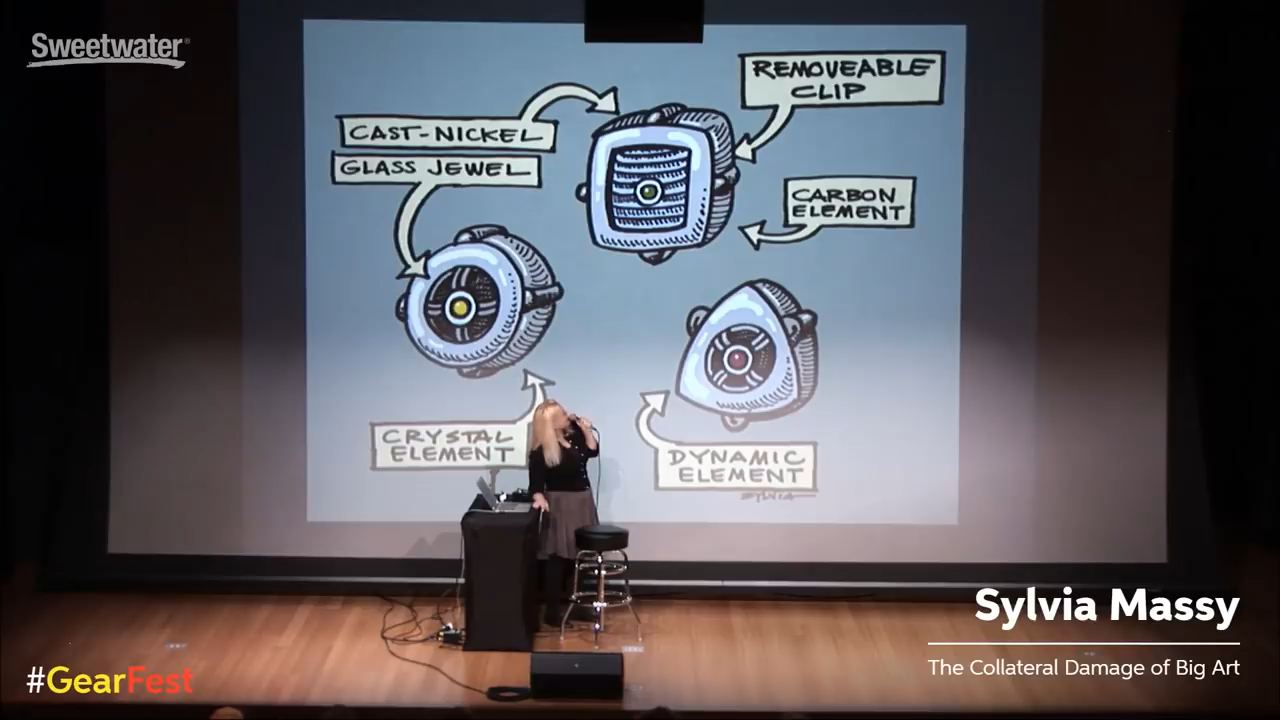 Sweetwater®
REMOVEABLE
CLIP
CAST-NICKEL
GLASS JEWEL
CARBON
ELEMENT
CRYSTAL
ELEMENT
DYNAMIC
ELEMENT
SYLVIA
Sylvia Massy
The Collateral Damage of Big Art
#GearFest